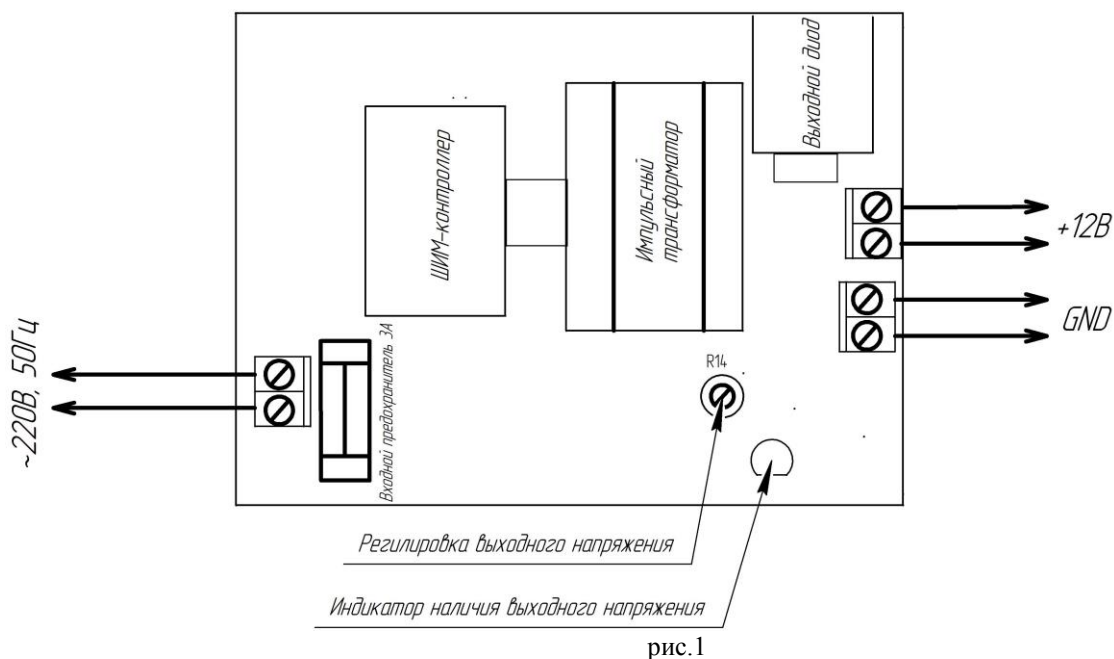 Выходной диод
ШИМ-контроллер
Импульсный
трансформатор
+12В
GND
~220В, 50Гц
Входной предохранитель 3А
R14
Регилировка выходного напряжения
Индикатор наличия выходного напряжения
рис.1